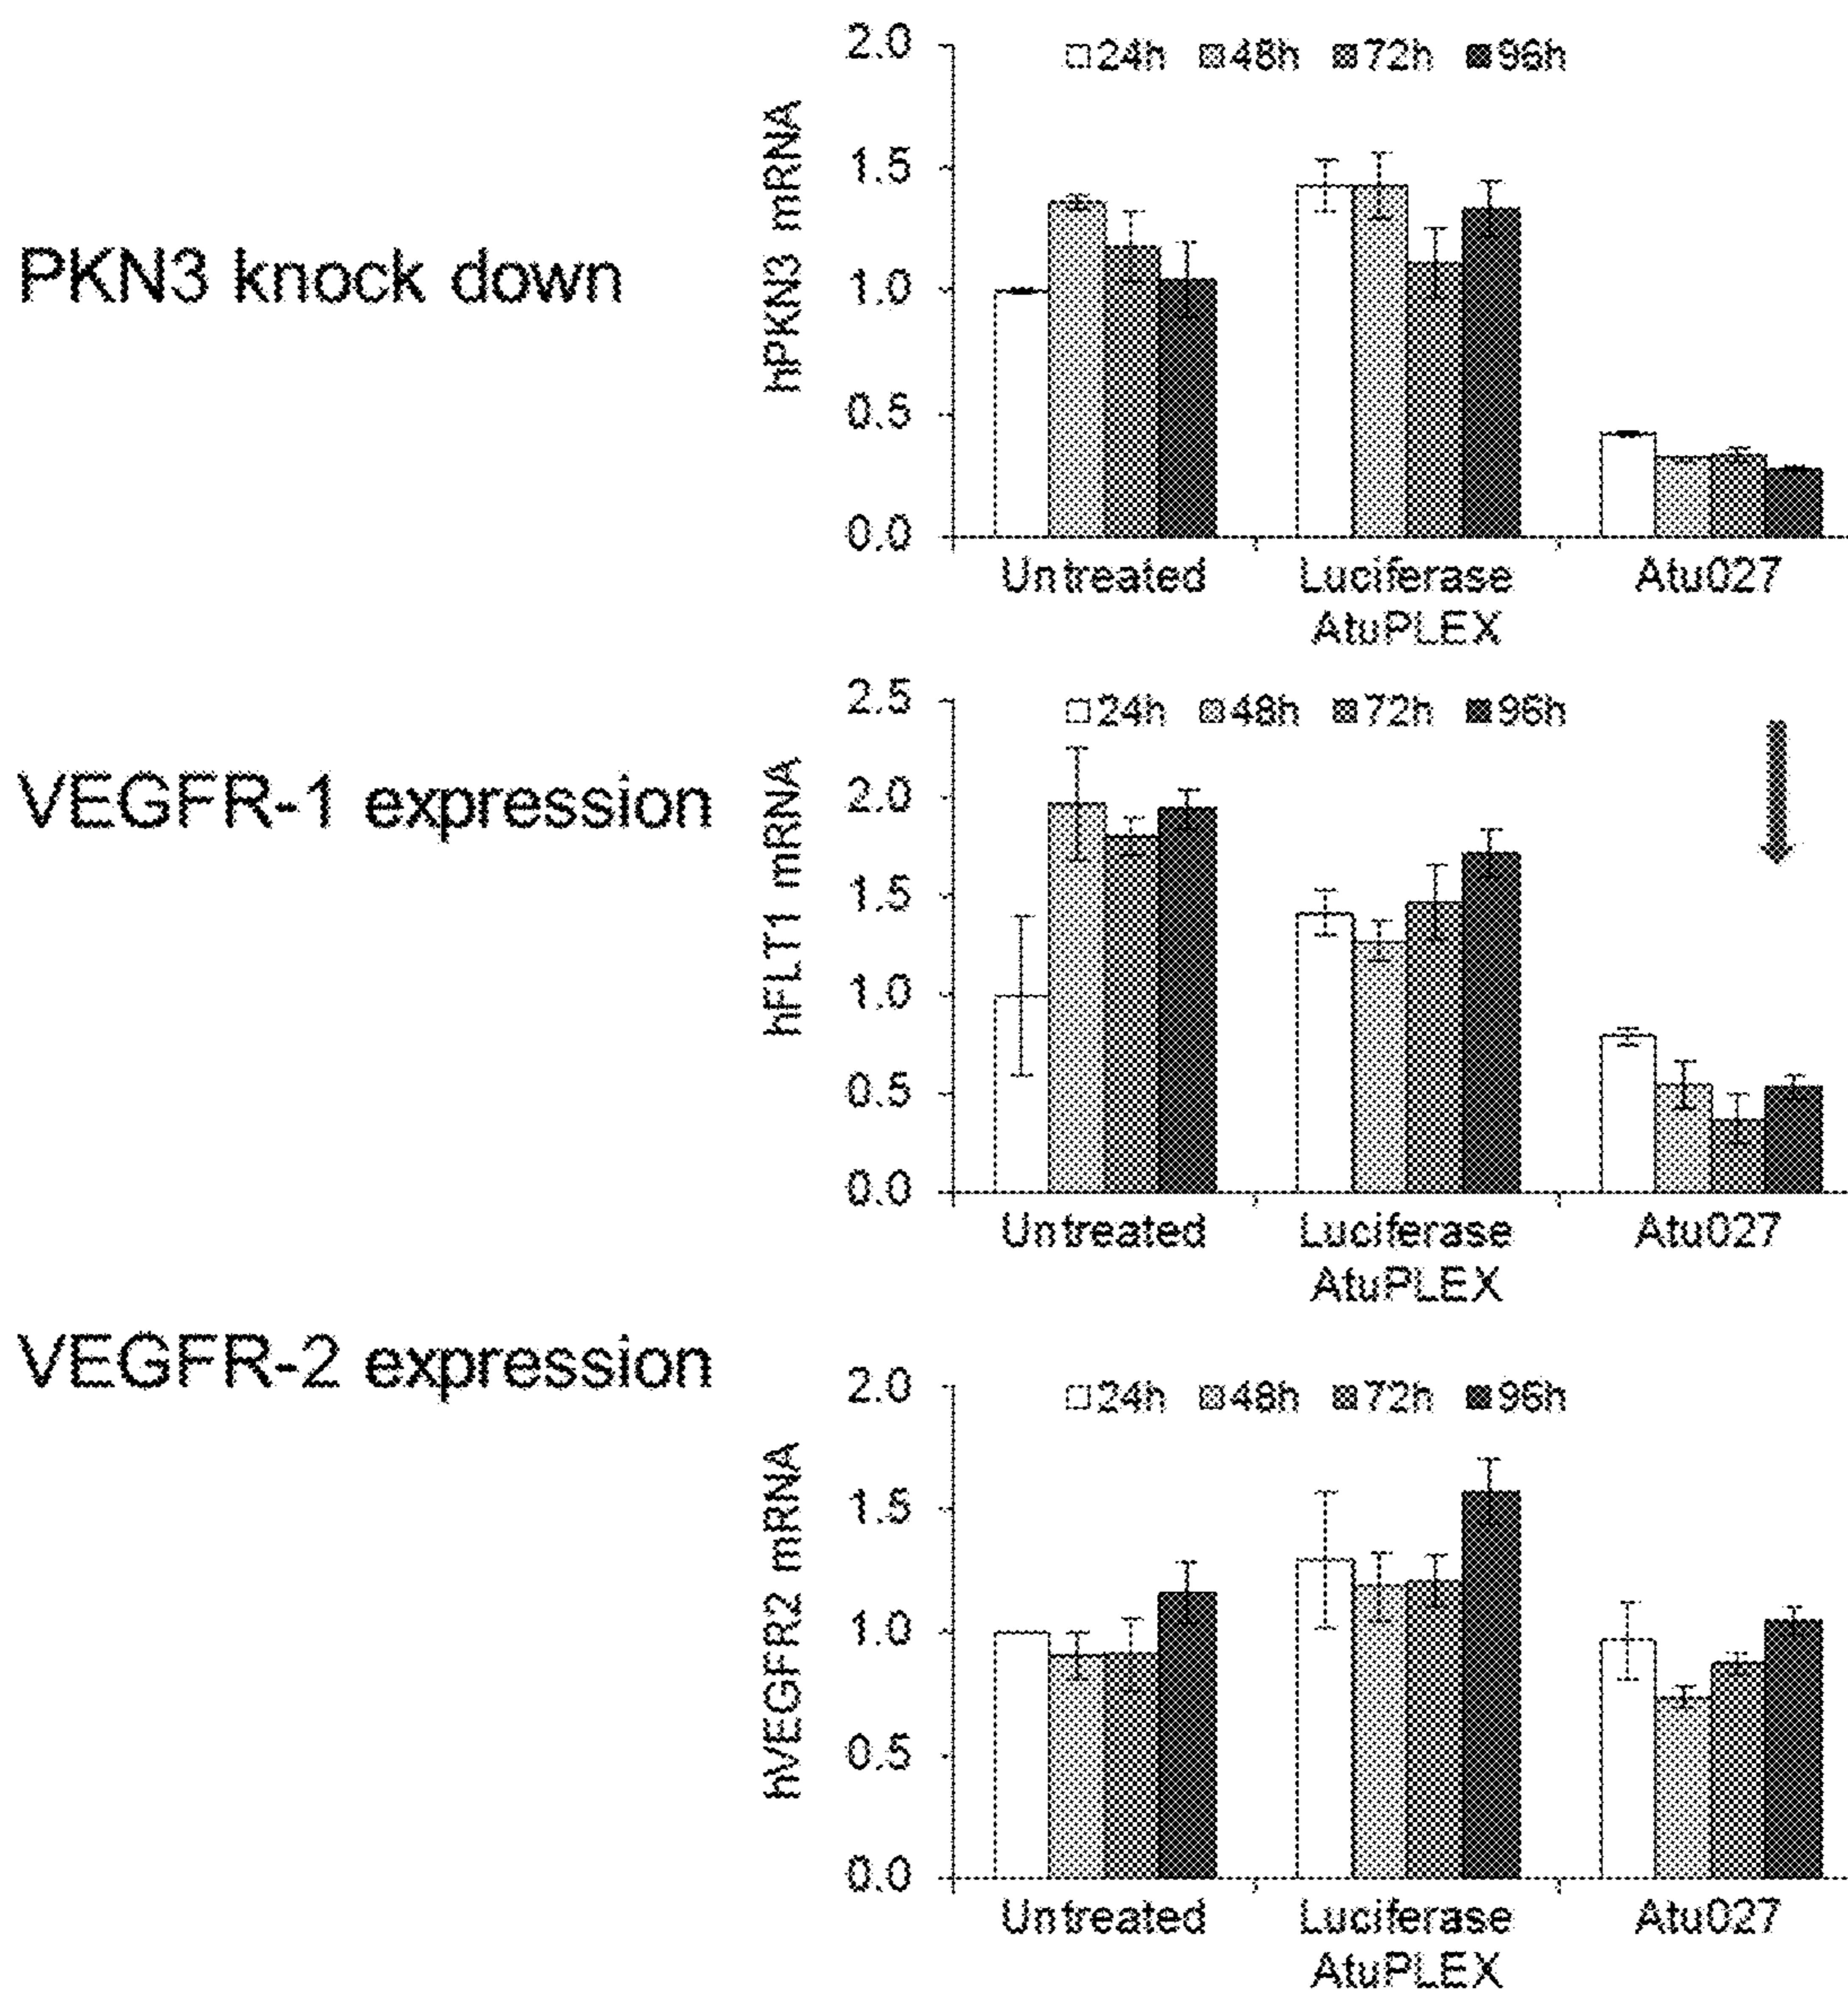 PKN3 knock down
hPKN3 mRNA
2.0
1.5
1.0
0.5
0.0
24h 48h 72h 96h
Untreated Luciferase AtuPLEX Atu027
VEGFR-1 expression
hFLT1 mRNA
2.5
2.0
1.5
1.0
0.5
0.0
24h 48h 72h 96h
Untreated Luciferase AtuPLEX Atu027
VEGFR-2 expression
hVEGFR2 mRNA
2.0
1.5
1.0
0.5
0.0
24h 48h 72h 96h
Untreated Luciferase AtuPLEX Atu027